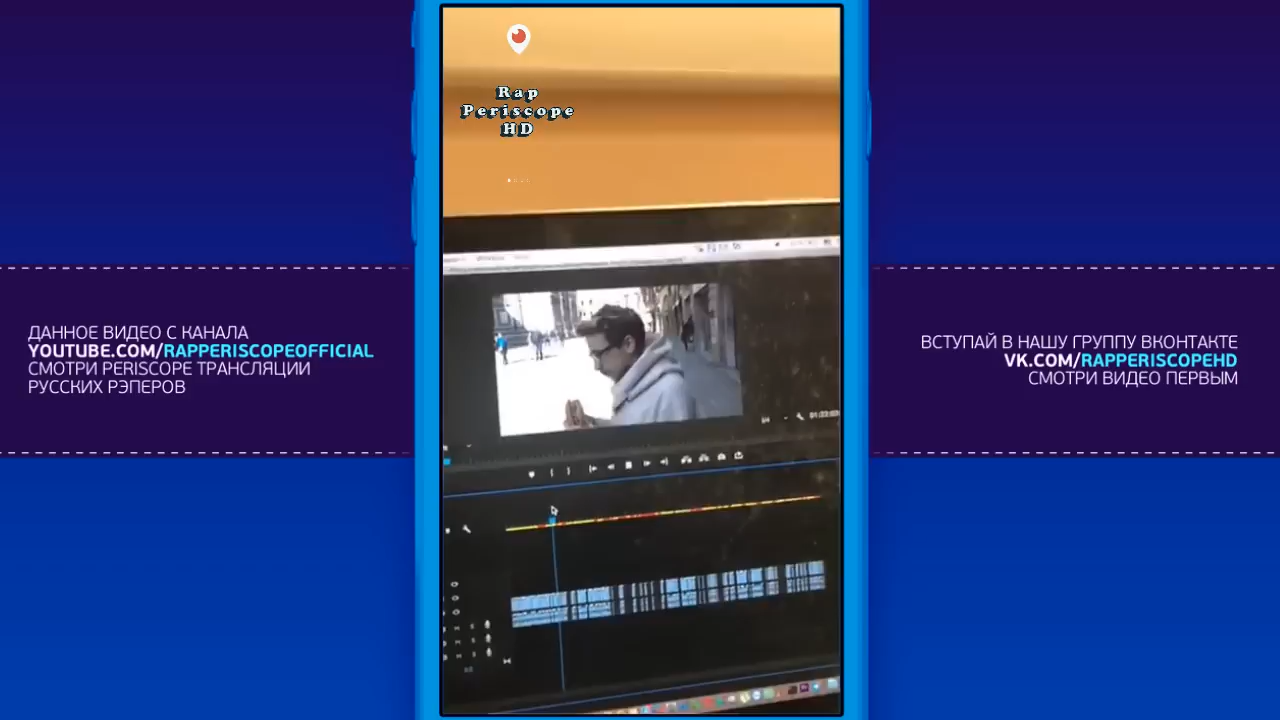 Rap
Periscope
HD
ДАННОЕ ВИДЕО С КАНАЛА
YOUTUBE.COM/RAPPERISCOPEOFFICIAL
СМОТРИ PERISCOPE ТРАНСЛЯЦИИ
РУССКИХ РЭПЕРОВ
ВСТУПАЙ В НАШУ ГРУППУ ВКОНТАКТЕ
VK.COM/RAPPERISCOPEHD
СМОТРИ ВИДЕО ПЕРВЫМ